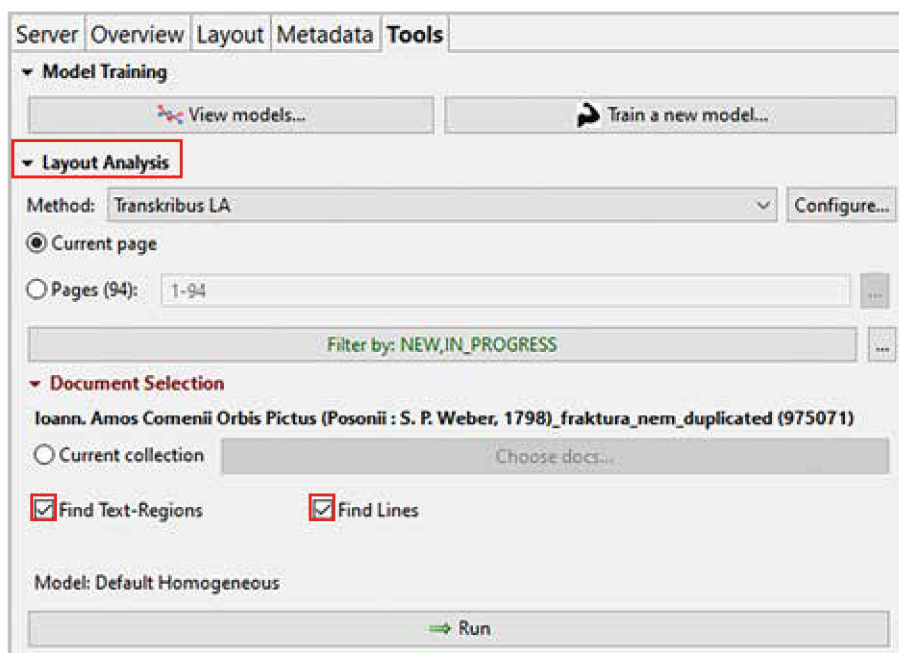 Server Overview Layout Metadata Tools
Model Training
View models... Train a new model...
Layout Analysis
Method: Transkribus LA Configure...
Current page
Pages (94): 1-94 ...
Filter by: NEW,IN_PROGRESS ...
Document Selection
Ioann. Amos Comenii Orbis Pictus (Posonii : S. P. Weber, 1798)_fraktura_nem_duplicated (975071)
Current collection Choose docs...
Find Text-Regions Find Lines
Model: Default Homogeneous
Run